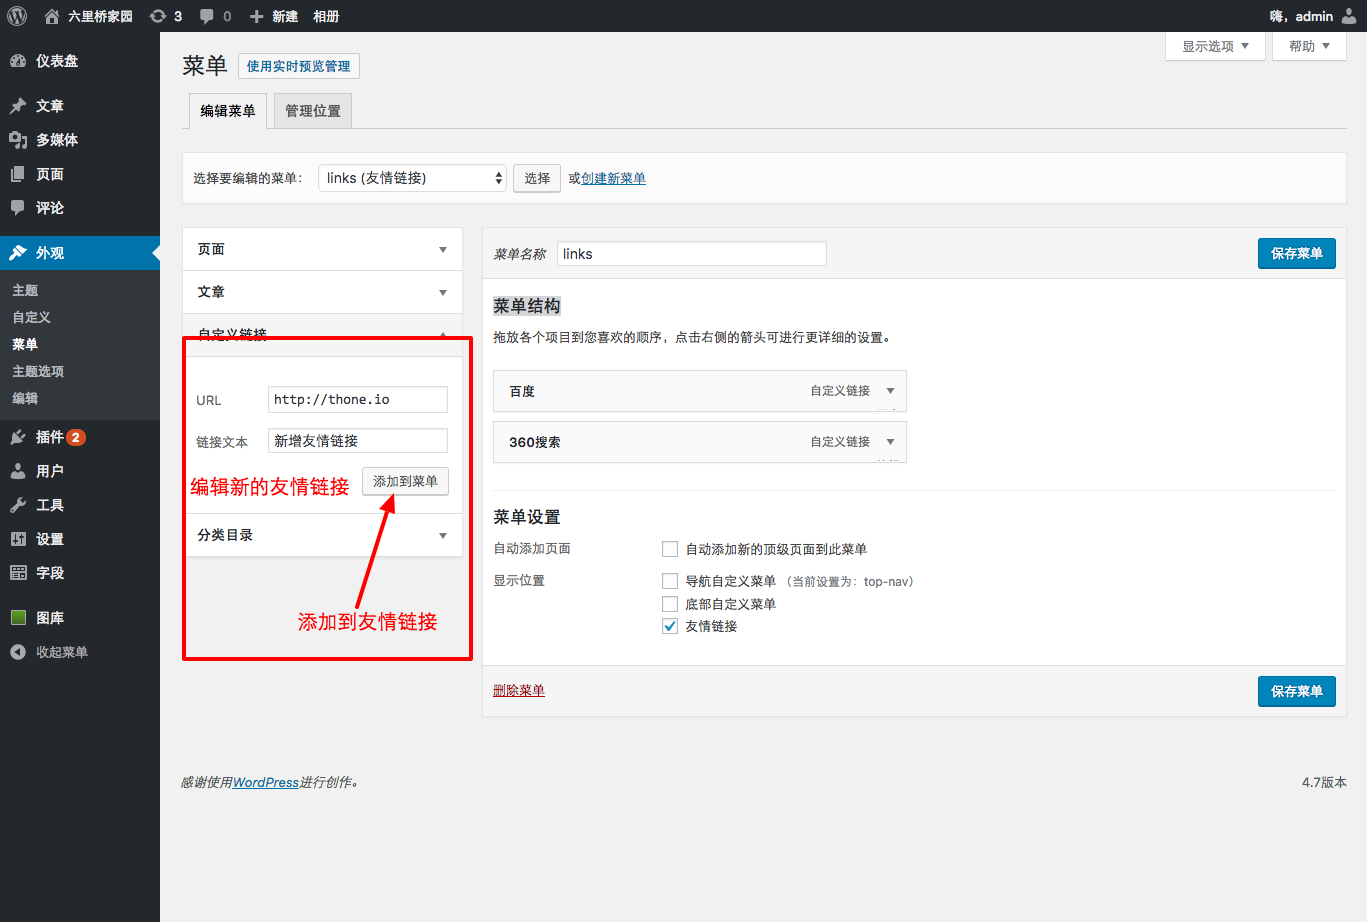 六里桥家园 3 0 新建 相册 嗨，admin
仪表盘
文章
多媒体
页面
评论
外观
主题
自定义
菜单
主题选项
编辑
插件 2
用户
工具
设置
字段
图库
收起菜单
显示选项 帮助
菜单 使用实时预览管理
编辑菜单 管理位置
选择要编辑的菜单： links (友情链接) 选择 或创建新菜单
页面
文章
自定义链接
URL http://thone.io
链接文本 新增友情链接
编辑新的友情链接 添加到菜单
分类目录
添加到友情链接
菜单名称 links 保存菜单
菜单结构
拖放各个项目到您喜欢的顺序，点击右侧的箭头可进行更详细的设置。
百度 自定义链接
360搜索 自定义链接
菜单设置
自动添加页面 自动添加新的顶级页面到此菜单
显示位置 导航自定义菜单 （当前设置为：top-nav）
底部自定义菜单
友情链接
删除菜单 保存菜单
感谢使用WordPress进行创作。 4.7版本